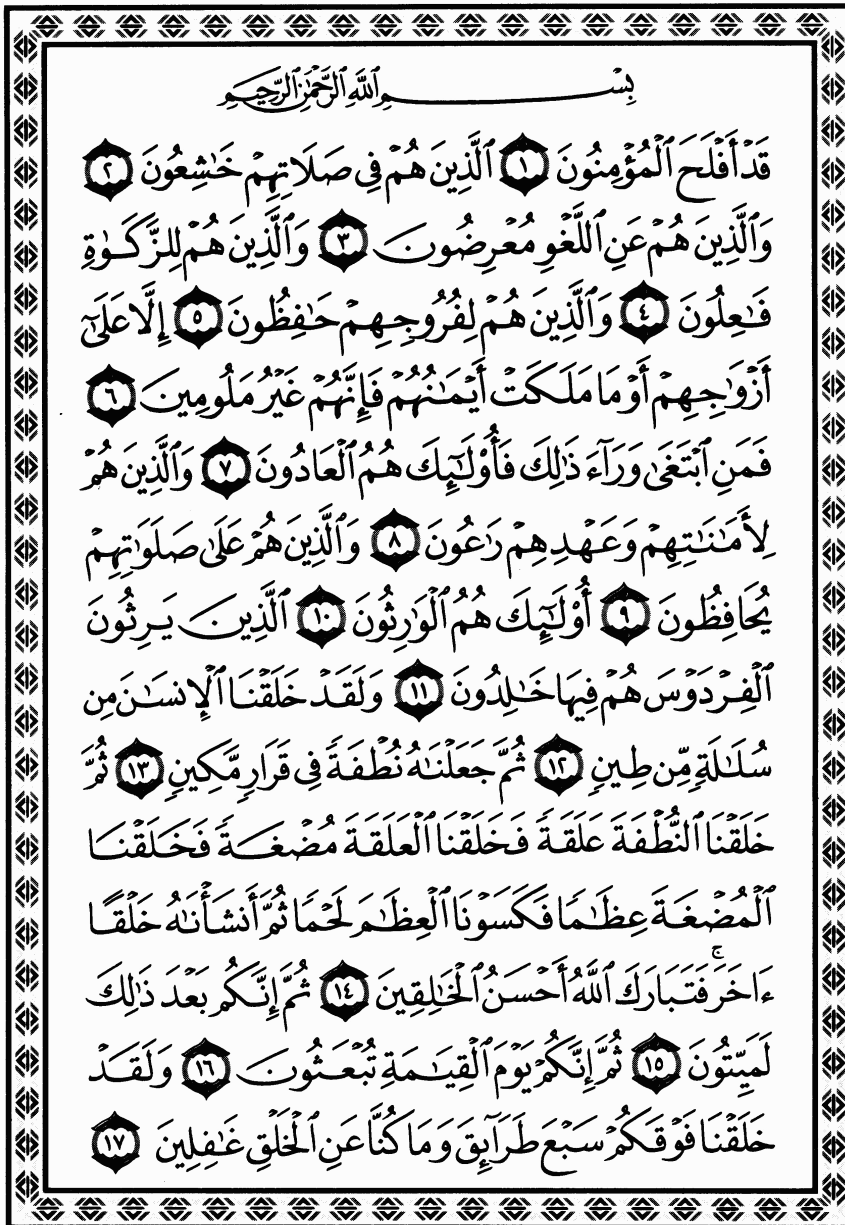 بِسْمِ ٱللَّهِ ٱلرَّحْمَٰنِ ٱلرَّحِيمِ
قَدْ أَفْلَحَ ٱلْمُؤْمِنُونَ ١ ٱلَّذِينَ هُمْ فِى صَلَاتِهِمْ خَٰشِعُونَ ٢
وَٱلَّذِينَ هُمْ عَنِ ٱللَّغْوِ مُعْرِضُونَ ٣ وَٱلَّذِينَ هُمْ لِلزَّكَوٰةِ
فَٰعِلُونَ ٤ وَٱلَّذِينَ هُمْ لِفُرُوجِهِمْ حَٰفِظُونَ ٥ إِلَّا عَلَىٰٓ
أَزْوَٰجِهِمْ أَوْ مَا مَلَكَتْ أَيْمَٰنُهُمْ فَإِنَّهُمْ غَيْرُ مَلُومِينَ ٦
فَمَنِ ٱبْتَغَىٰ وَرَآءَ ذَٰلِكَ فَأُو۟لَٰٓئِكَ هُمُ ٱلْعَادُونَ ٧ وَٱلَّذِينَ هُمْ
لِأَمَٰنَٰتِهِمْ وَعَهْدِهِمْ رَٰعُونَ ٨ وَٱلَّذِينَ هُمْ عَلَىٰ صَلَوَٰتِهِمْ
يُحَافِظُونَ ٩ أُو۟لَٰٓئِكَ هُمُ ٱلْوَٰرِثُونَ ١٠ ٱلَّذِينَ يَرِثُونَ
ٱلْفِرْدَوْسَ هُمْ فِيهَا خَٰلِدُونَ ١١ وَلَقَدْ خَلَقْنَا ٱلْإِنسَٰنَ مِن
سُلَٰلَةٍ مِّن طِينٍ ١٢ ثُمَّ جَعَلْنَٰهُ نُطْفَةً فِى قَرَارٍ مَّكِينٍ ١٣ ثُمَّ
خَلَقْنَا ٱلنُّطْفَةَ عَلَقَةً فَخَلَقْنَا ٱلْعَلَقَةَ مُضْغَةً فَخَلَقْنَا
ٱلْمُضْغَةَ عِظَٰمًا فَكَسَوْنَا ٱلْعِظَٰمَ لَحْمًا ثُمَّ أَنشَأْنَٰهُ خَلْقًا
ءَاخَرَ ۚ فَتَبَارَكَ ٱللَّهُ أَحْسَنُ ٱلْخَٰلِقِينَ ١٤ ثُمَّ إِنَّكُم بَعْدَ ذَٰلِكَ
لَمَيِّتُونَ ١٥ ثُمَّ إِنَّكُمْ يَوْمَ ٱلْقِيَٰمَةِ تُبْعَثُونَ ١٦ وَلَقَدْ
خَلَقْنَا فَوْقَكُمْ سَبْعَ طَرَآئِقَ وَمَا كُنَّا عَنِ ٱلْخَلْقِ غَٰفِلِينَ ١٧